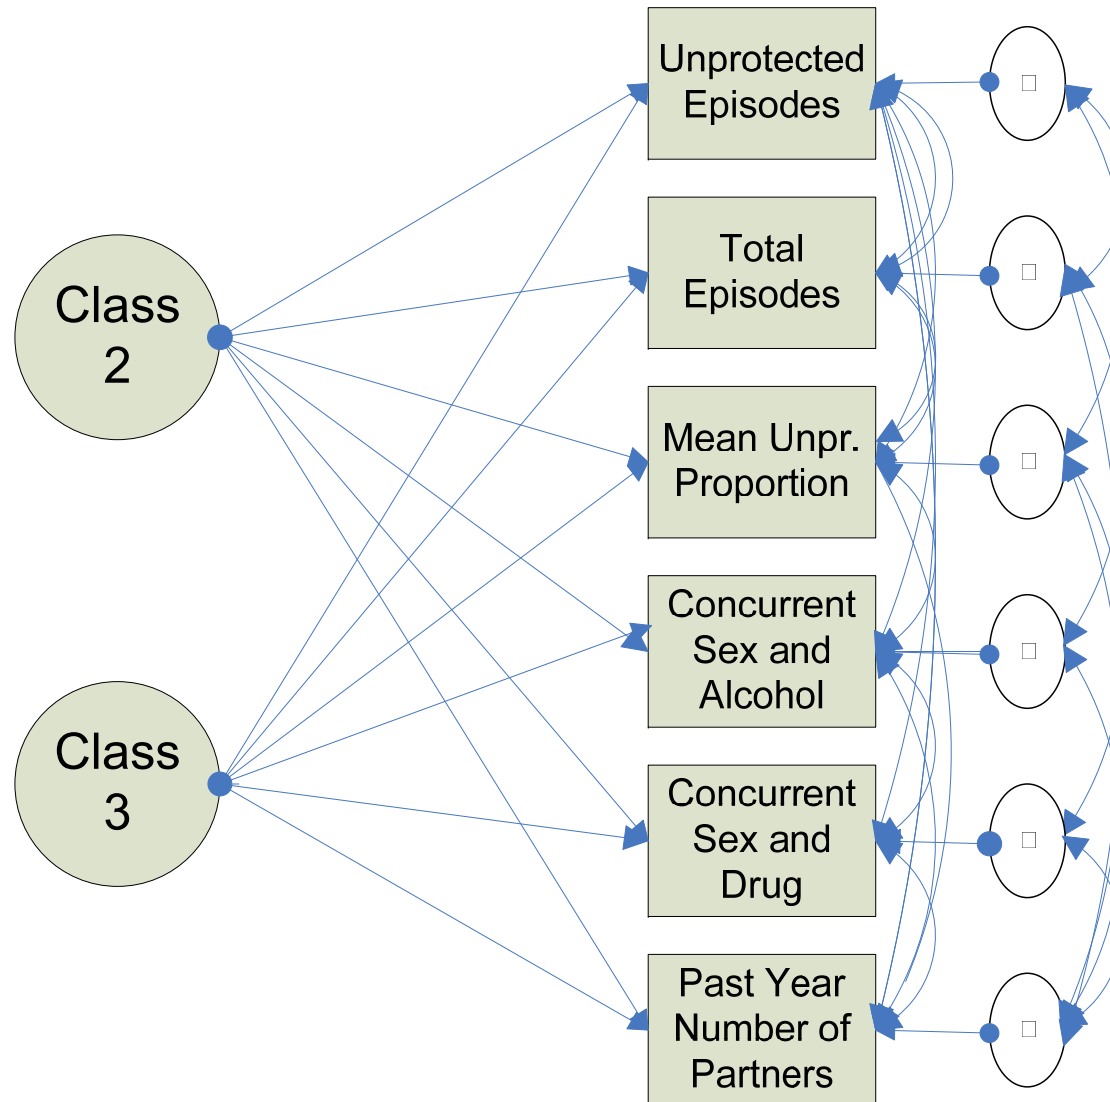 Unprotected
Episodes
Total
Episodes
Class
2
Mean Unpr.
Proportion
Concurrent
Sex and
Alcohol
Class
3
Concurrent
Sex and
Drug
Past Year
Number of
Partners